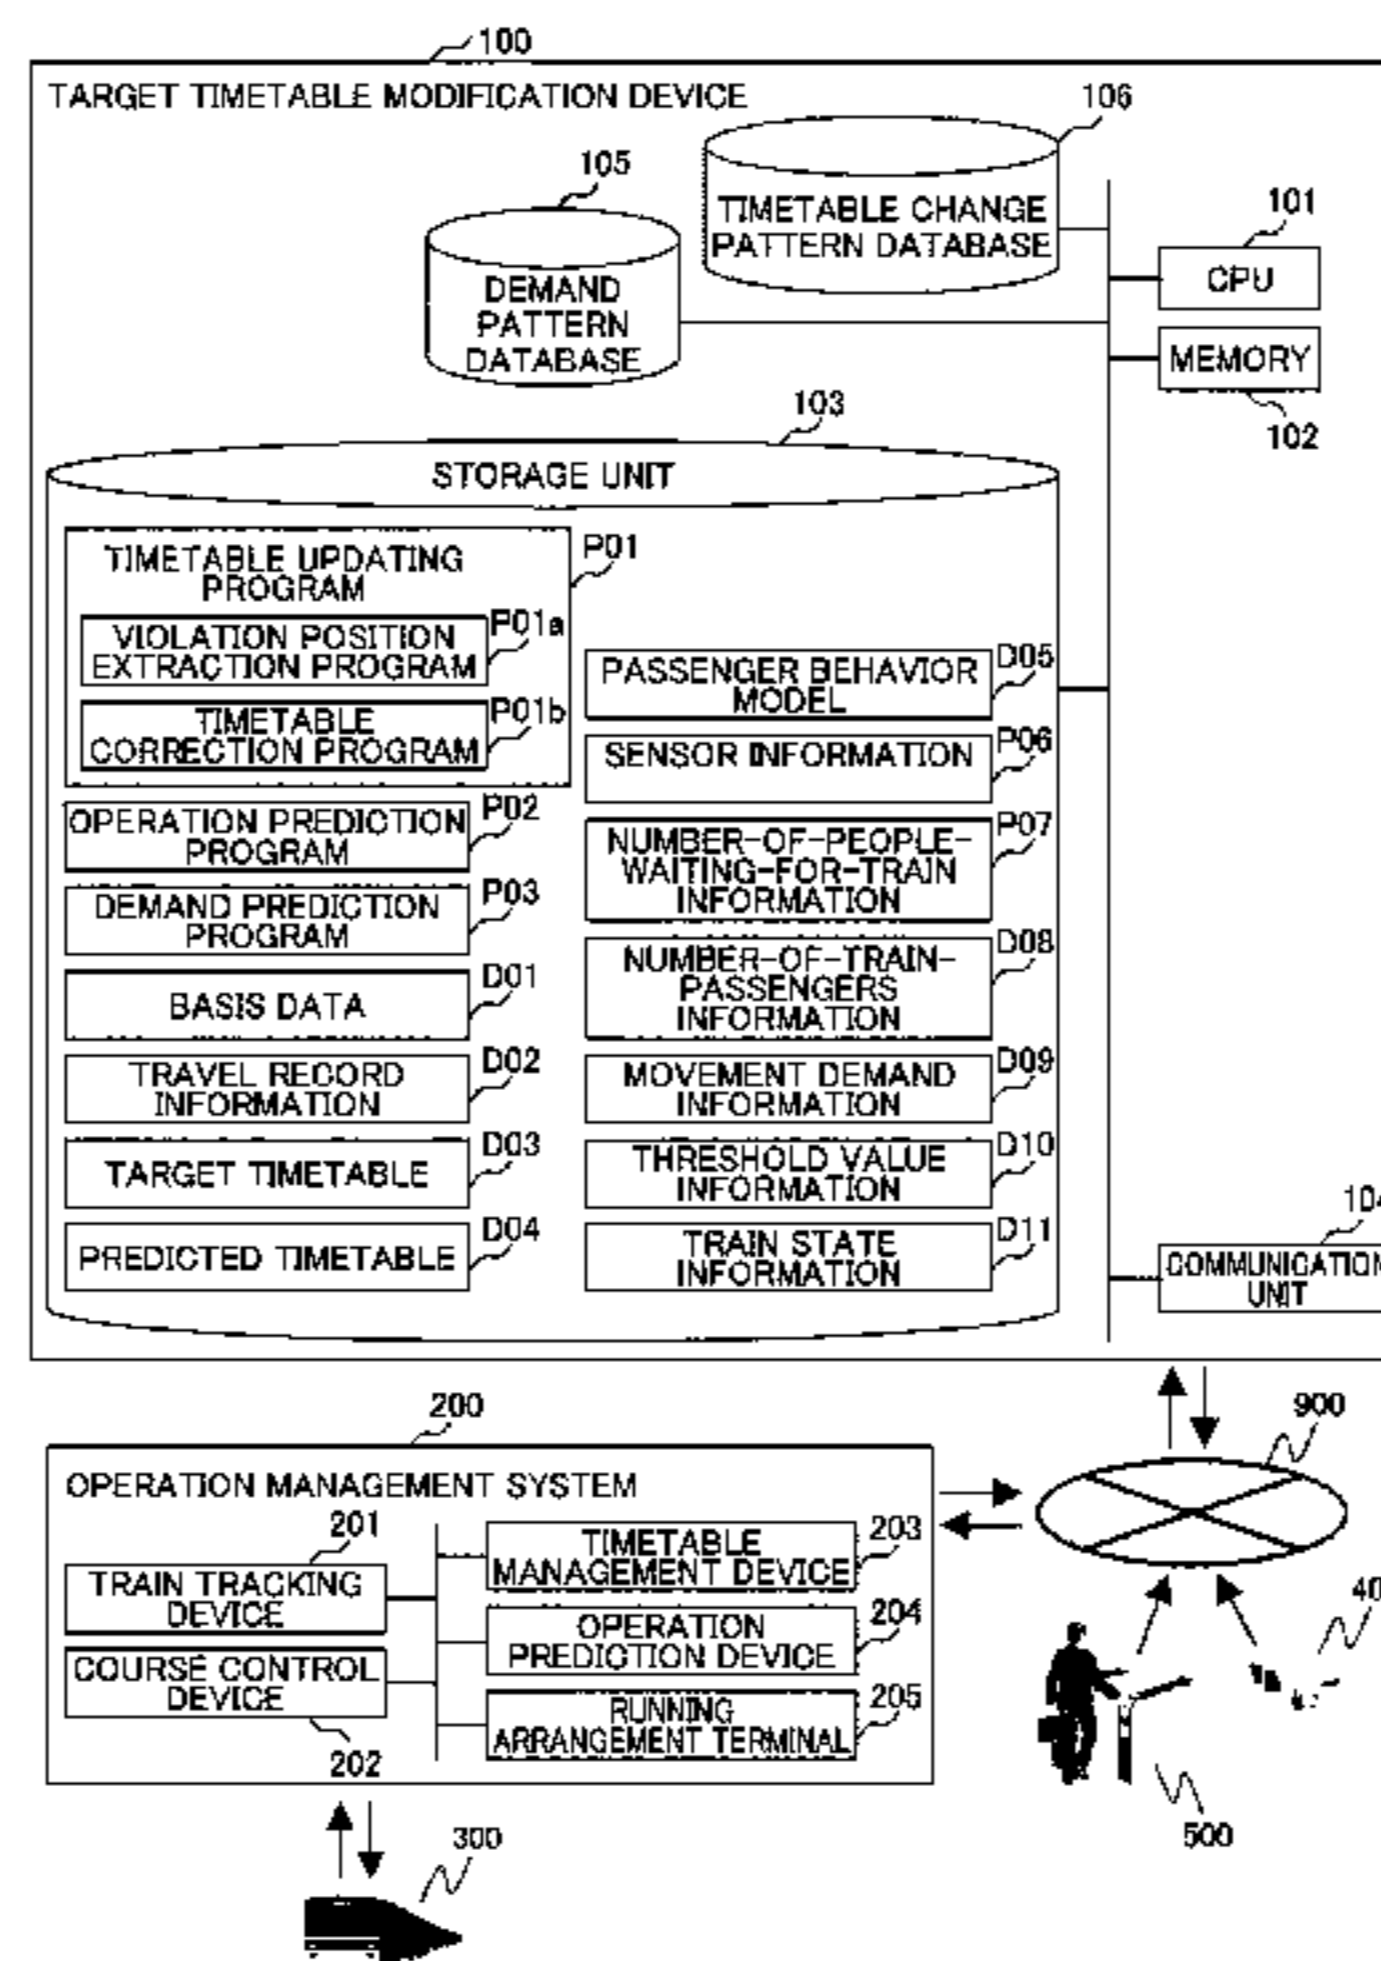 100
TARGET TIMETABLE MODIFICATION DEVICE
106
TIMETABLE CHANGE
PATTERN DATABASE
105
DEMAND
PATTERN
DATABASE
101
CPU
MEMORY
102
103
STORAGE UNIT
TIMETABLE UPDATING
PROGRAM
P01
VIOLATION POSITION
EXTRACTION PROGRAM
P01a
TIMETABLE
CORRECTION PROGRAM
P01b
OPERATION PREDICTION
PROGRAM
P02
DEMAND PREDICTION
PROGRAM
P03
BASIS DATA
D01
TRAVEL RECORD
INFORMATION
D02
TARGET TIMETABLE
D03
PREDICTED TIMETABLE
D04
PASSENGER BEHAVIOR
MODEL
D05
SENSOR INFORMATION
P06
NUMBER-OF-PEOPLE-
WAITING-FOR-TRAIN
INFORMATION
P07
NUMBER-OF-TRAIN-
PASSENGERS
INFORMATION
D08
MOVEMENT DEMAND
INFORMATION
D09
THRESHOLD VALUE
INFORMATION
D10
TRAIN STATE
INFORMATION
D11
104
COMMUNICATION
UNIT
200
OPERATION MANAGEMENT SYSTEM
201
TRAIN TRACKING
DEVICE
COURSE CONTROL
DEVICE
202
TIMETABLE
MANAGEMENT DEVICE
203
OPERATION
PREDICTION DEVICE
204
RUNNING
ARRANGEMENT TERMINAL
205
900
40
500
300